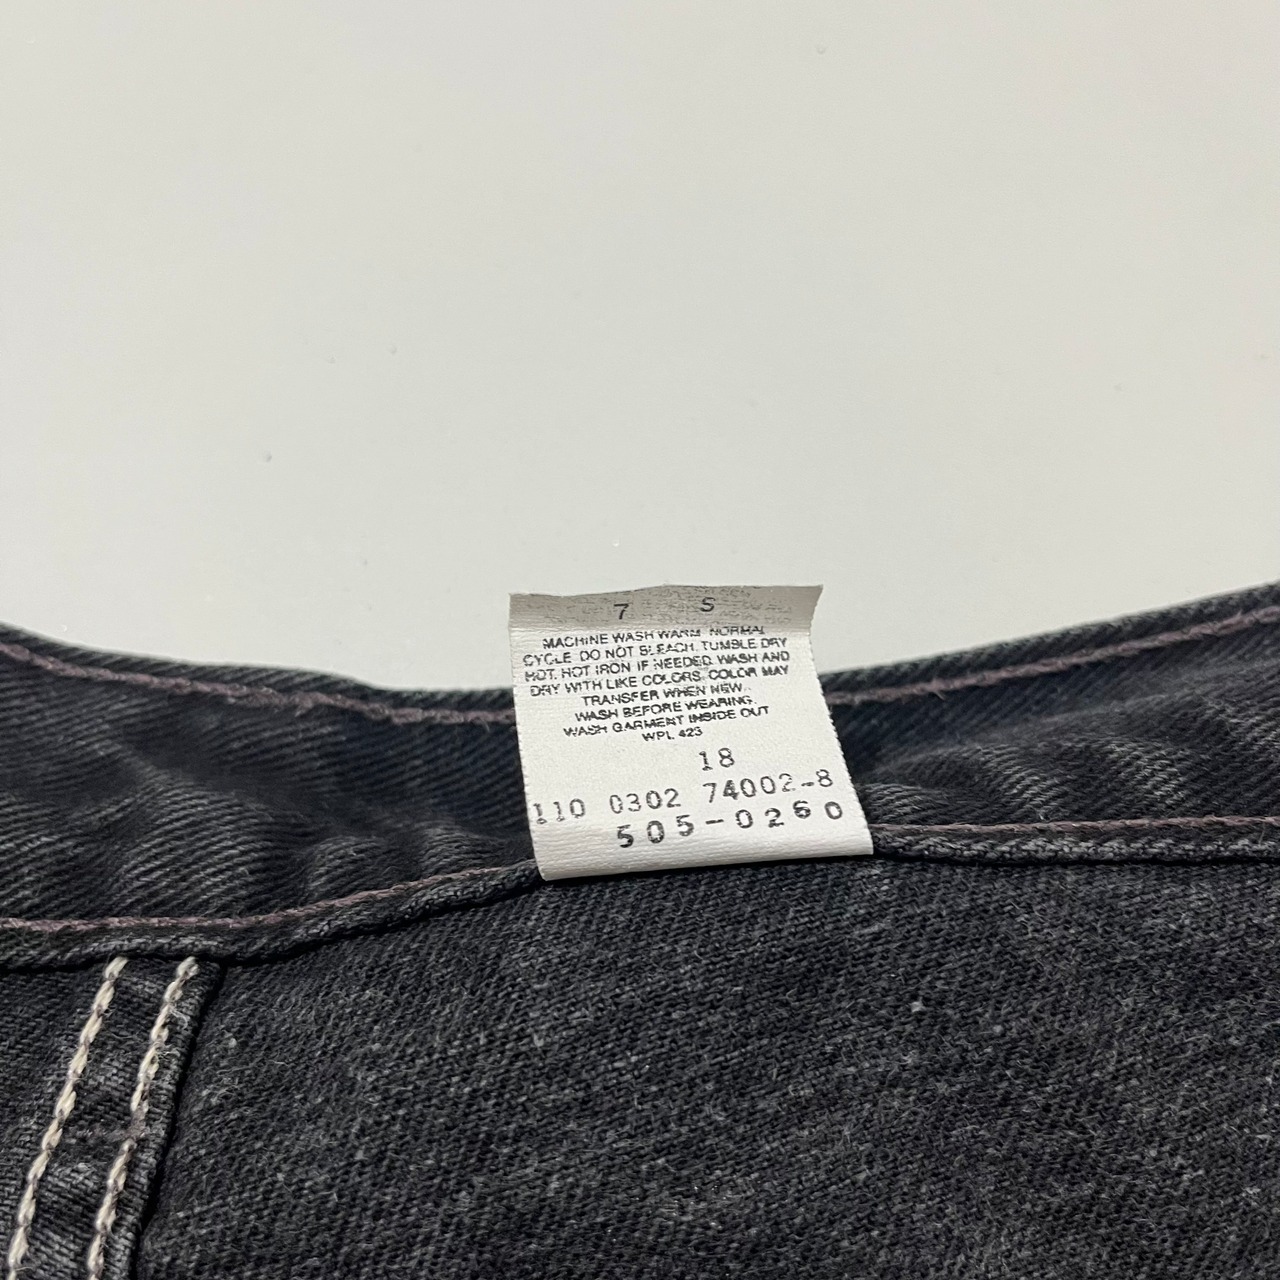 7 S
MACHINE WASH WARM NORMAL
CYCLE DO NOT BLEACH. TUMBLE DRY
HOT. HOT IRON IF NEEDED. WASH AND
DRY WITH LIKE COLORS. COLOR MAY
TRANSFER WHEN NEW.
WASH BEFORE WEARING.
WASH GARMENT INSIDE OUT
WPL 423
18
110 0302 74002-8
505-0260